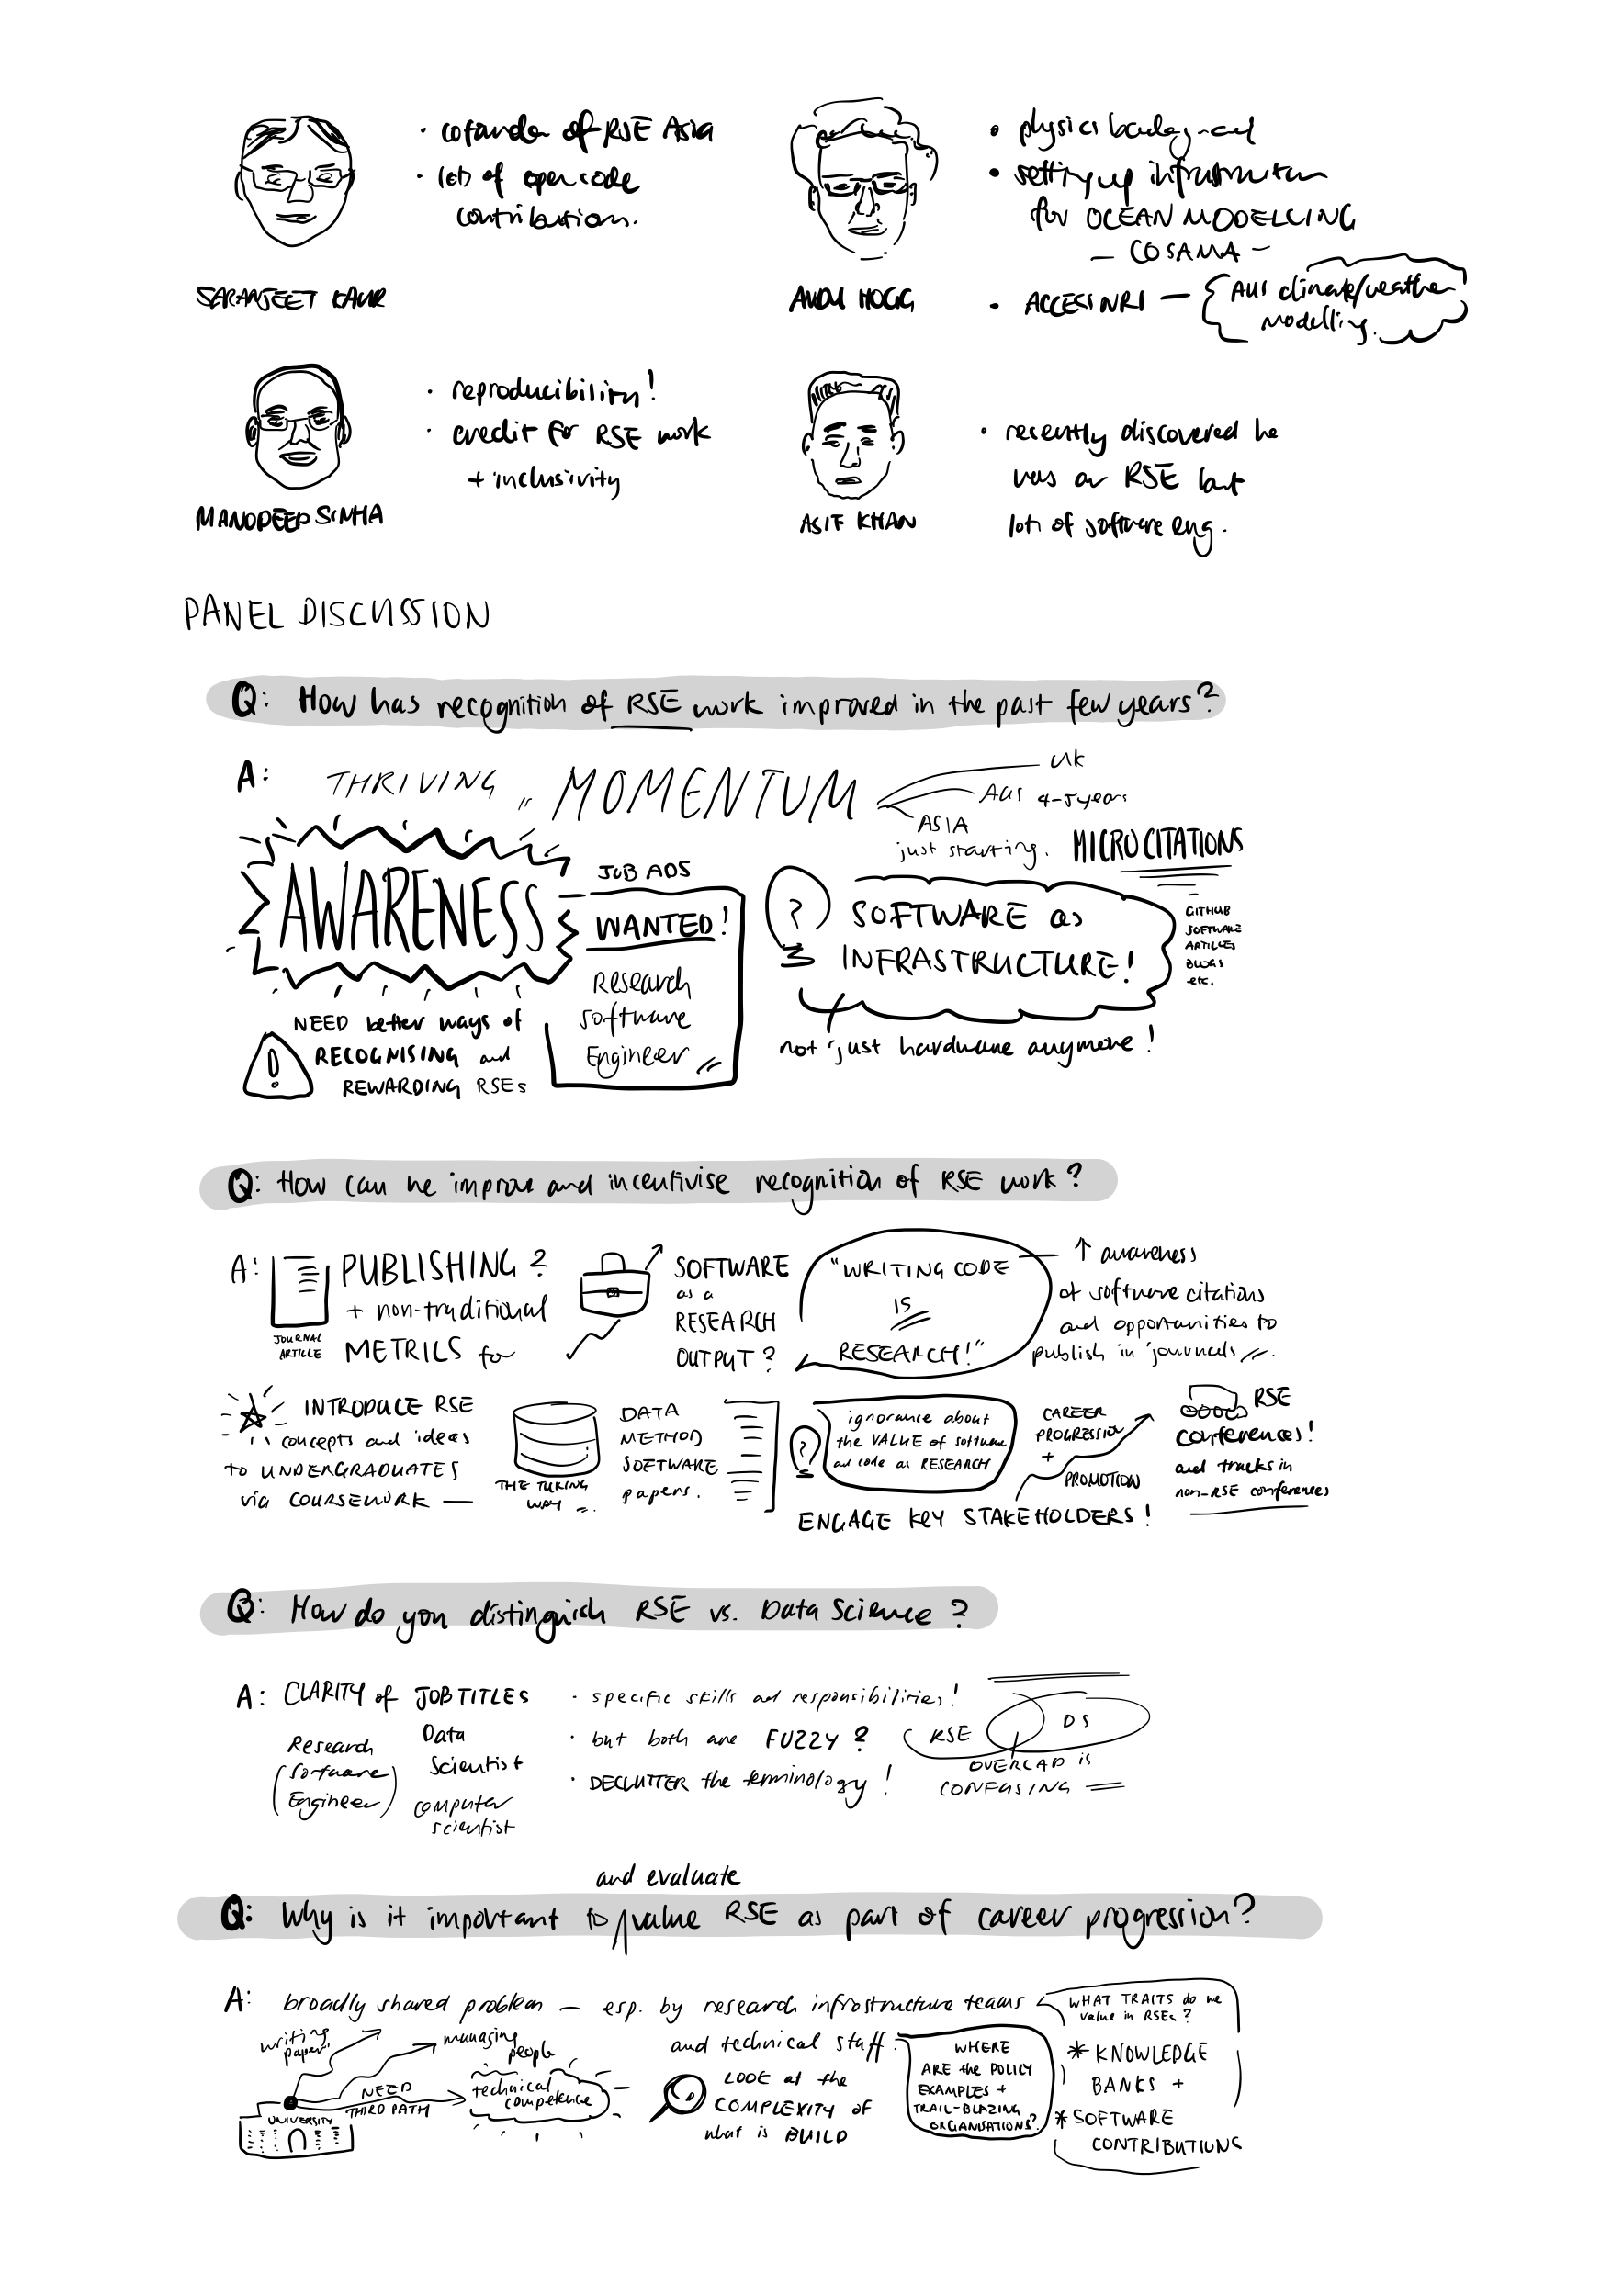 · cofounder of RSE Asia
· lots of open code
contributions.
SARANJEET KAUR
• physics background
• setting up infrastructure
for OCEAN MODELLING
— COSAMA —
• ACCESS NRI — AUS climate/weather
modelling.
ANDY HOGG
· reproducibility!
· credit for RSE work
+ inclusivity
MANODEEP SINHA
· recently discovered he
was an RSE but
lots of software eng.
ASIF KHAN
PANEL DISCUSSION
Q: How has recognition of RSE work improved in the past few years?
A: THRIVING MOMENTUM
UK
AUS 4-5 years
ASIA
just starting.
MICROCITATIONS
GITHUB
SOFTWARE
ARTICLES
BLOGS
etc.
AWARENESS
JOB ADS
WANTED!
Research
Software
Engineer
?
SOFTWARE as
INFRASTRUCTURE!
not just hardware anymore!
!
NEED better ways of
RECOGNISING and
REWARDING RSEs
Q: How can we improve and incentivise recognition of RSE work?
A:
JOURNAL
ARTICLE
PUBLISHING?
+ non-traditional
METRICS for
SOFTWARE
as a
RESEARCH
OUTPUT?
"WRITING CODE
IS
RESEARCH!"
↑ awareness
of software citations
and opportunities to
publish in journals
INTRODUCE RSE
concepts and ideas
to UNDERGRADUATES
via COURSEWORK —
THE TURING
WAY
DATA
METHOD
SOFTWARE
papers.
?
ignorance about
the VALUE of software
and code as RESEARCH
CAREER
PROGRESSION
+
PROMOTION
ENGAGE KEY STAKEHOLDERS!
RSE
conferences!
and tracks in
non-RSE conferences
Q: How do you distinguish RSE vs. Data Science?
A: CLARITY of JOB TITLES
Research
(Software
Engineer)
Data
Scientist
computer
scientist
· specific skills and responsibilities!
· but both are FUZZY?
· DECLUTTER the terminology!
RSE
DS
OVERLAP is
CONFUSING
and evaluate
Q: Why is it important to value RSE as part of career progression?
A: broadly shared problem — esp. by research infrastructure teams
and technical staff.
writing
papers
managing
people
NEED
THIRD PATH
technical
competence
UNIVERSITY
LOOK at the
COMPLEXITY of
what is BUILD
WHERE
ARE the POLICY
EXAMPLES +
TRAIL-BLAZING
ORGANISATIONS?
WHAT TRAITS do we
value in RSEs?
* KNOWLEDGE
BANKS +
* SOFTWARE
CONTRIBUTIONS